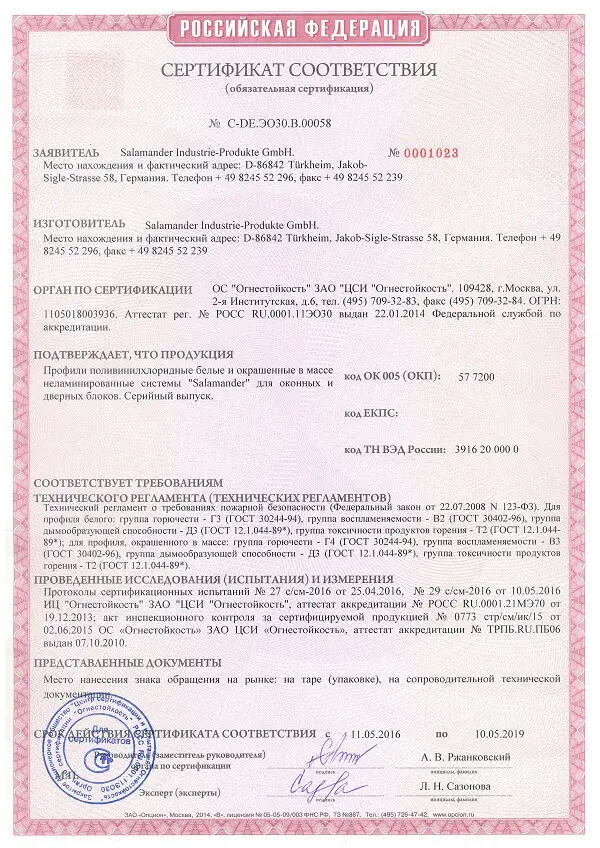 РОССИЙСКАЯ ФЕДЕРАЦИЯ
СЕРТИФИКАТ СООТВЕТСТВИЯ
(обязательная сертификация)
№ C-DE.ЭО30.В.00058
ЗАЯВИТЕЛЬ Salamander Industrie-Produkte GmbH. № 0001023
Место нахождения и фактический адрес: D-86842 Türkheim, Jakob-
Sigle-Strasse 58, Германия. Телефон + 49 8245 52 296, факс + 49 8245 52 239
ИЗГОТОВИТЕЛЬ Salamander Industrie-Produkte GmbH.
Место нахождения и фактический адрес: D-86842 Türkheim, Jakob-Sigle-Strasse 58, Германия. Телефон + 49
8245 52 296, факс + 49 8245 52 239
ОРГАН ПО СЕРТИФИКАЦИИ ОС "Огнестойкость" ЗАО "ЦСИ "Огнестойкость". 109428, г.Москва, ул.
2-я Институтская, д.6, тел. (495) 709-32-83, факс (495) 709-32-84. ОГРН:
1105018003936. Аттестат рег. № РОСС RU.0001.11ЭО30 выдан 22.01.2014 Федеральной службой по
аккредитации.
ПОДТВЕРЖДАЕТ, ЧТО ПРОДУКЦИЯ
Профили поливинилхлоридные белые и окрашенные в массе
неламинированные системы "Salamander" для оконных и
дверных блоков. Серийный выпуск.
код ОК 005 (ОКП): 57 7200
код ЕКПС:
код ТН ВЭД России: 3916 20 000 0
СООТВЕТСТВУЕТ ТРЕБОВАНИЯМ
ТЕХНИЧЕСКОГО РЕГЛАМЕНТА (ТЕХНИЧЕСКИХ РЕГЛАМЕНТОВ)
Технический регламент о требованиях пожарной безопасности (Федеральный закон от 22.07.2008 N 123-ФЗ). Для
профиля белого: группа горючести - Г3 (ГОСТ 30244-94), группа воспламеняемости - В2 (ГОСТ 30402-96), группа
дымообразующей способности - Д3 (ГОСТ 12.1.044-89*), группа токсичности продуктов горения - Т2 (ГОСТ 12.1.044-
89*); для профиля, окрашенного в массе: группа горючести - Г4 (ГОСТ 30244-94), группа воспламеняемости - В3
(ГОСТ 30402-96), группа дымообразующей способности - Д3 (ГОСТ 12.1.044-89*), группа токсичности продуктов
горения - Т2 (ГОСТ 12.1.044-89*).
ПРОВЕДЕННЫЕ ИССЛЕДОВАНИЯ (ИСПЫТАНИЯ) И ИЗМЕРЕНИЯ
Протоколы сертификационных испытаний № 27 с/см-2016 от 25.04.2016, № 29 с/см-2016 от 10.05.2016
ИЦ "Огнестойкость" ЗАО "ЦСИ "Огнестойкость", аттестат аккредитации № РОСС RU.0001.21МЭ70 от
19.12.2013; акт инспекционного контроля за сертифицируемой продукцией № 0773 стр/см/ик/15 от
02.06.2015 ОС «Огнестойкость» ЗАО ЦСИ «Огнестойкость», аттестат аккредитации № ТРПБ.RU.ПБ06
выдан 07.10.2010.
ПРЕДСТАВЛЕННЫЕ ДОКУМЕНТЫ
Место нанесения знака обращения на рынке: на таре (упаковке), на сопроводительной технической
документации.
СРОК ДЕЙСТВИЯ СЕРТИФИКАТА СООТВЕТСТВИЯ с 11.05.2016 по 10.05.2019
Руководитель (заместитель руководителя)
органа по сертификации
А. В. Ржанковский
подпись инициалы, фамилия
М.П.
Эксперт (эксперты)
Л. Н. Сазонова
подпись инициалы, фамилия
Для
Сертификатов
ЗАО «Опцион», Москва, 2014, «В», лицензия № 05-05-09/003 ФНС РФ, ТЗ №887. Тел.: (495) 726-47-42, www.opcion.ru